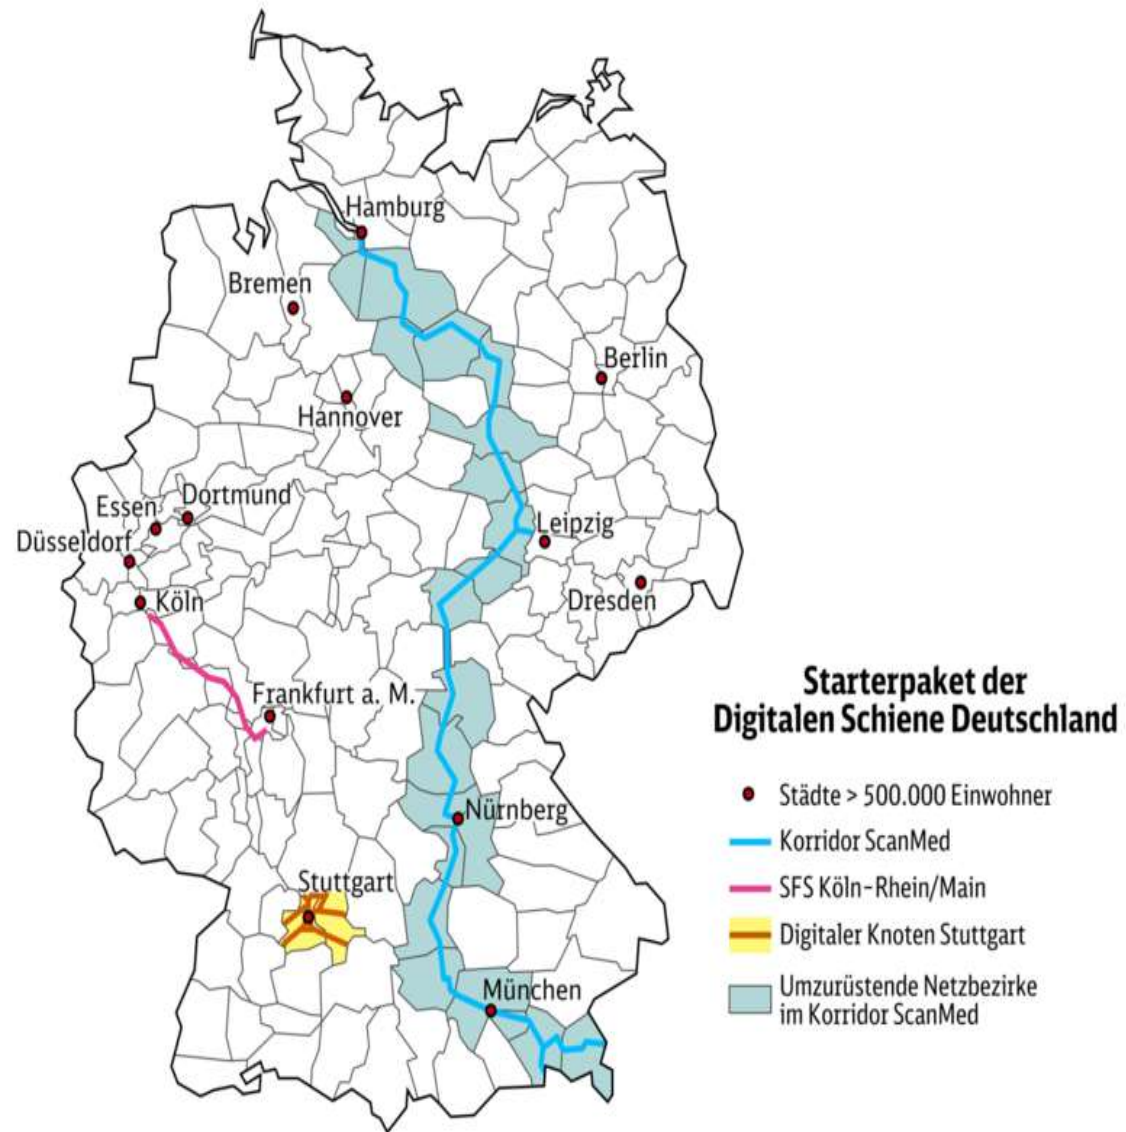 Hamburg
Bremen
Berlin
Hannover
Dortmund
Essen
Leipzig
Düsseldorf
Dresden
Köln
Frankfurt a. M.
Starterpaket der
Digitalen Schiene Deutschland
Städte > 500.000 Einwohner
Nürnberg
Korridor ScanMed
Stuttgart
SFS Köln-Rhein/Main
Digitaler Knoten Stuttgart
München
Umzurüstende Netzbezirke
im Korridor ScanMed